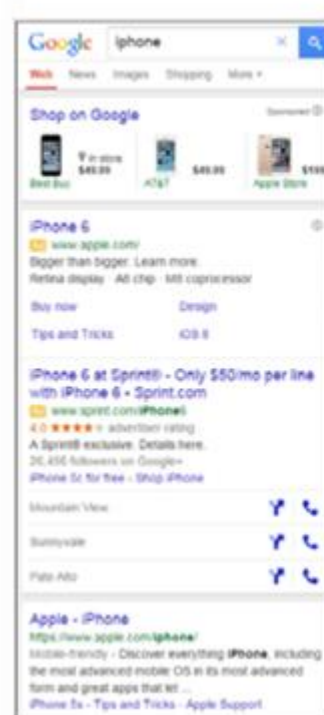 Google iphone
Web News Images Shopping More
Shop on Google Sponsored
In store
$49.99 $49.99 $199
Best Buy AT&T Apple Store
iPhone 6
Ad www.apple.com/
Bigger than bigger. Learn more.
Retina display · A8 chip · M8 coprocessor
Buy now Design
Tips and Tricks iOS 8
iPhone 6 at Sprint® - Only $50/mo per line
with iPhone 6 - Sprint.com
Ad www.sprint.com/iPhone6
4.0 ★★★★★ advertiser rating
A Sprint® exclusive. Details here.
followers on Google+
iPhone 5c for free - Shop iPhone
Mountain View
Sunnyvale
Palo Alto
Apple - iPhone
https://www.apple.com/iphone/
Mobile-friendly - Discover everything iPhone, including
the most advanced mobile OS in its most advanced
form and great apps that let ...
iPhone 5s - Tips and Tricks - Apple Support